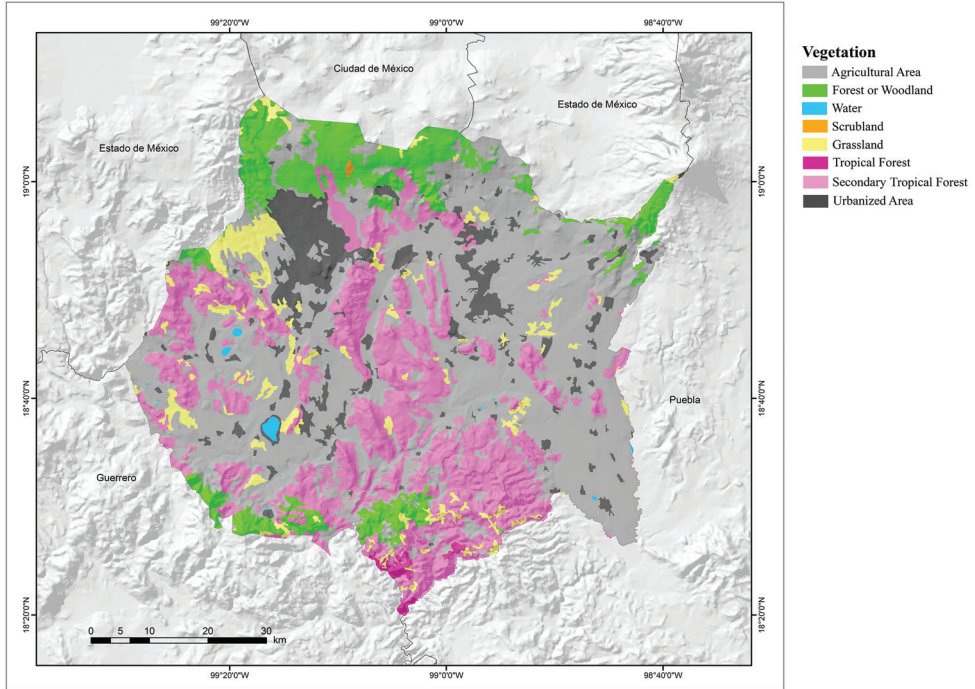 99°20'0"W
99°0'0"W
98°40'0"W
Ciudad de México
Estado de México
Estado de México
19°0'0"N
19°0'0"N
18°40'0"N
18°40'0"N
Puebla
Guerrero
18°20'0"N
18°20'0"N
0 5 10 20 30
km
99°20'0"W
99°0'0"W
98°40'0"W
Vegetation
Agricultural Area
Forest or Woodland
Water
Scrubland
Grassland
Tropical Forest
Secondary Tropical Forest
Urbanized Area